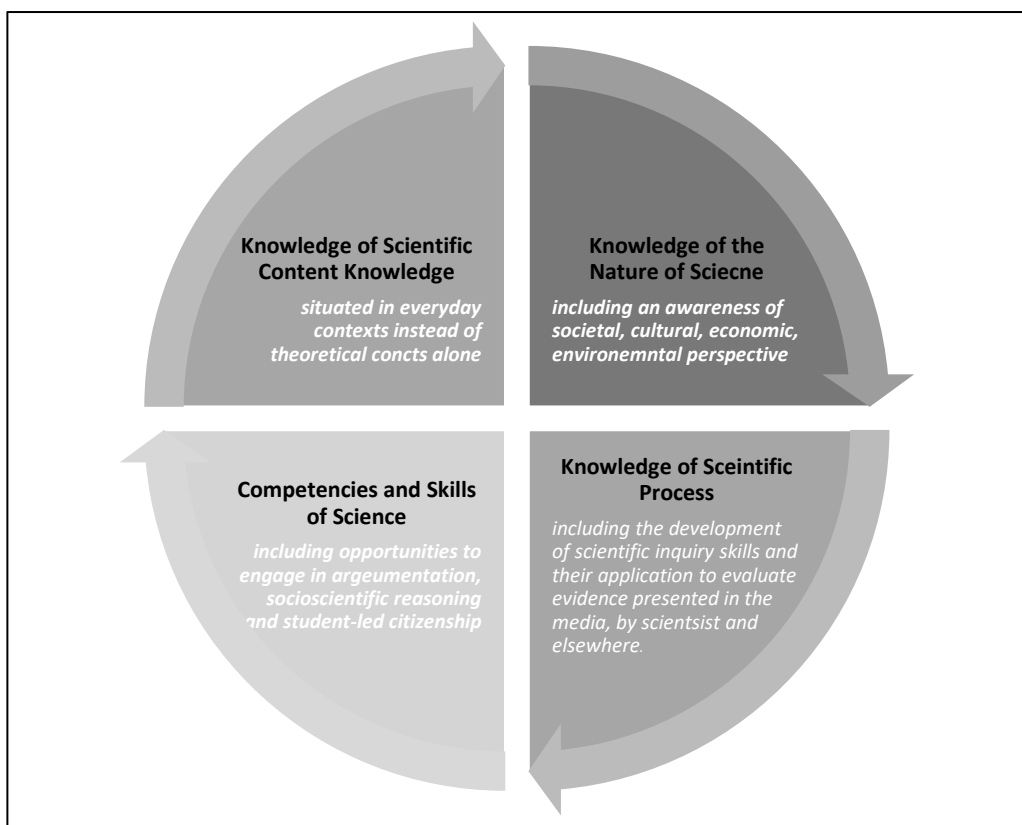 Knowledge of Scientific
Content Knowledge
situated in everyday
contexts instead of
theoretical concts alone
Knowledge of the
Nature of Sciecne
including an awareness of
societal, cultural, economic,
environemntal perspective
Competencies and Skills
of Science
including opportunities to
engage in argeumentation,
socioscientific reasoning
and student-led citizenship
Knowledge of Sceintific
Process
including the development
of scientific inquiry skills and
their application to evaluate
evidence presented in the
media, by scientsist and
elsewhere.